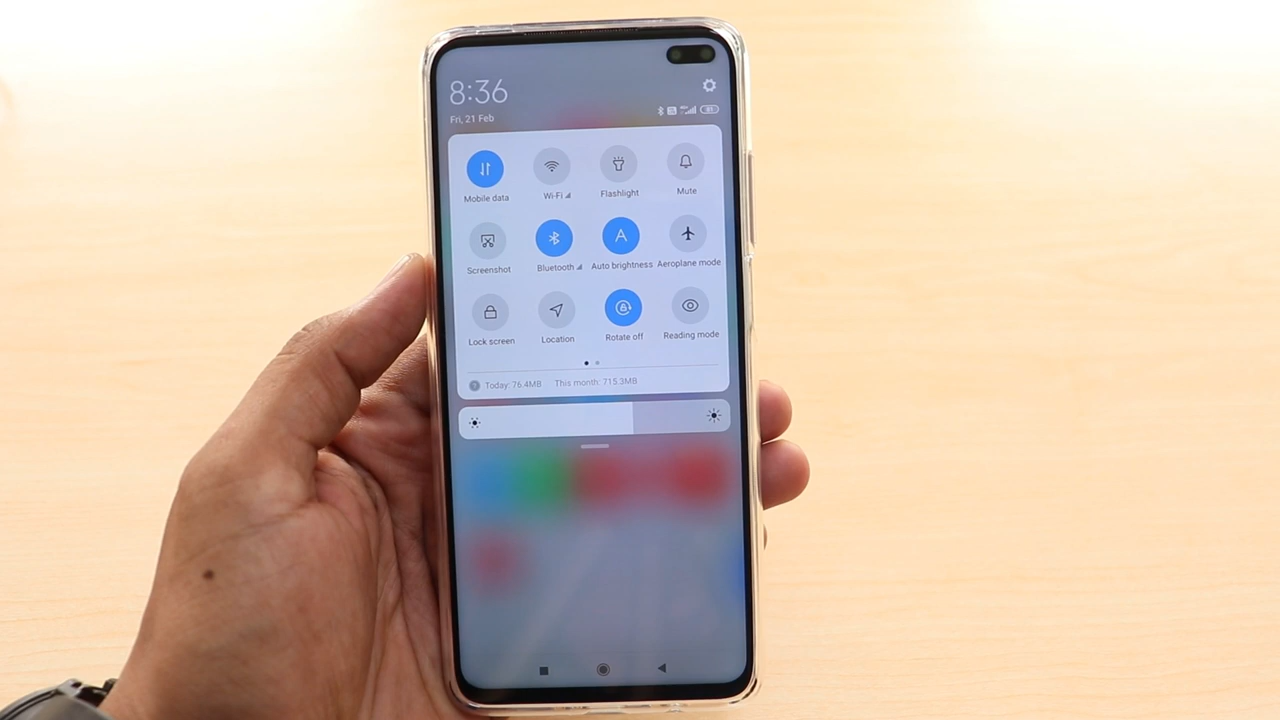 8:36
Fri, 21 Feb
Mobile data Wi-Fi Flashlight Mute
Screenshot Bluetooth Auto brightness Aeroplane mode
Lock screen Location Rotate off Reading mode
Today: 76.4MB This month: 715.3MB